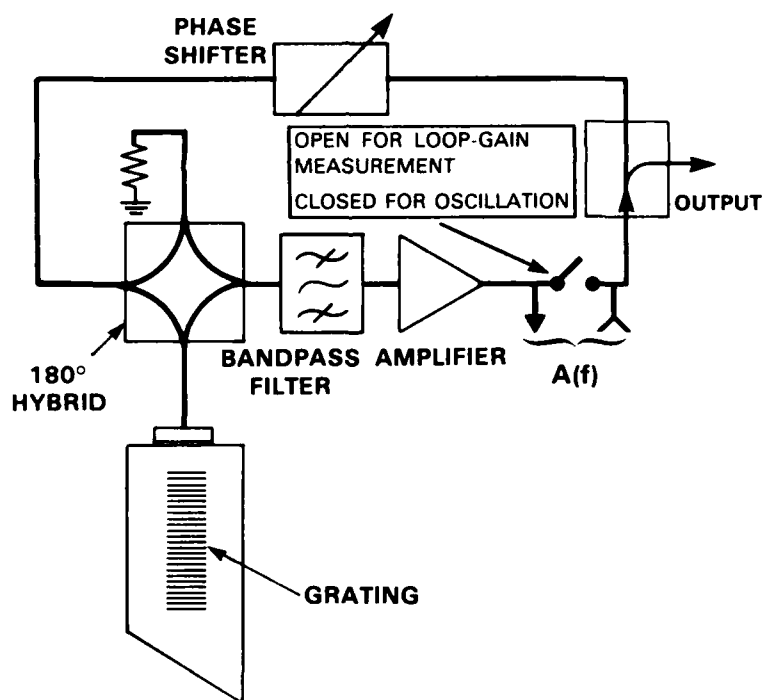 PHASE
SHIFTER
OPEN FOR LOOP-GAIN
MEASUREMENT
CLOSED FOR OSCILLATION
OUTPUT
180°
HYBRID
BANDPASS
FILTER
AMPLIFIER
A(f)
GRATING